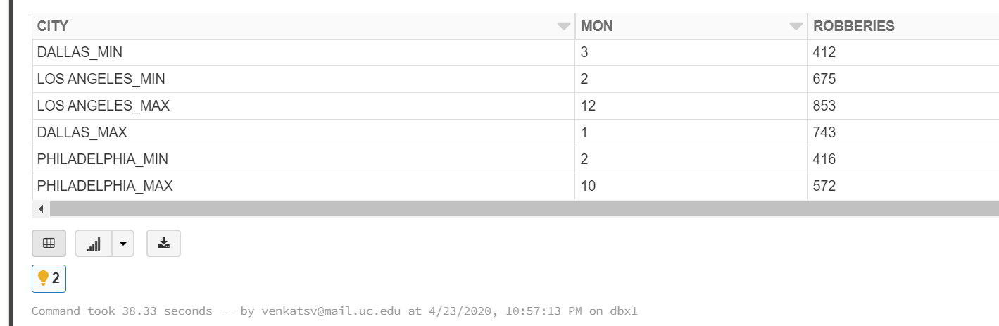 CITY MON ROBBERIES
DALLAS_MIN 3 412
LOS ANGELES_MIN 2 675
LOS ANGELES_MAX 12 853
DALLAS_MAX 1 743
PHILADELPHIA_MIN 2 416
PHILADELPHIA_MAX 10 572
2
Command took 38.33 seconds -- by venkatsv@mail.uc.edu at 4/23/2020, 10:57:13 PM on dbx1